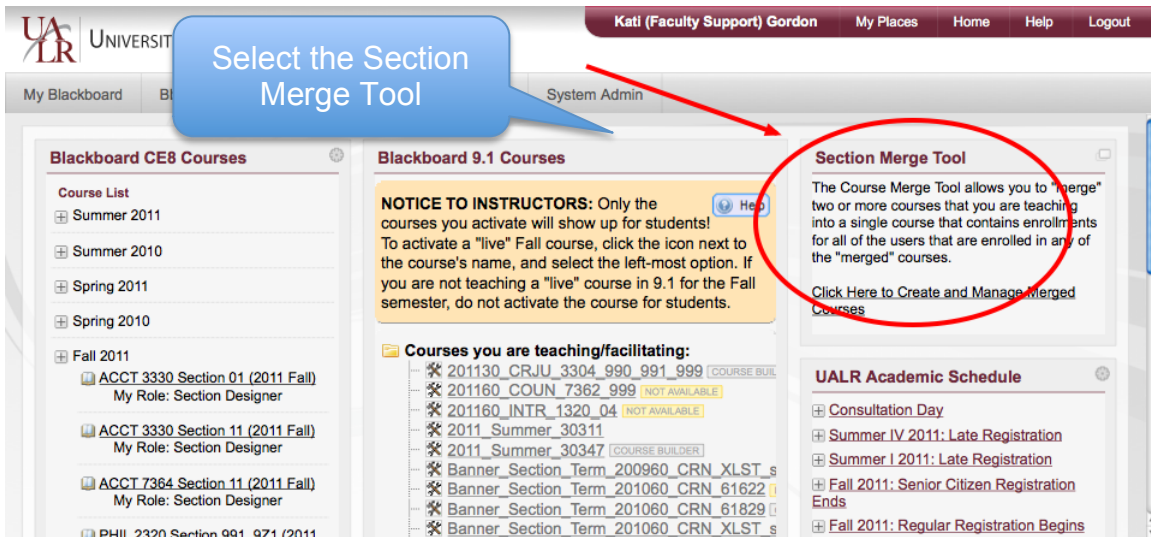 UALR
UNIVERSIT
Kati (Faculty Support) Gordon My Places Home Help Logout
Select the Section
Merge Tool
My Blackboard System Admin
Blackboard CE8 Courses
Course List
Summer 2011
Summer 2010
Spring 2011
Spring 2010
Fall 2011
ACCT 3330 Section 01 (2011 Fall)
My Role: Section Designer
ACCT 3330 Section 11 (2011 Fall)
My Role: Section Designer
ACCT 7364 Section 11 (2011 Fall)
My Role: Section Designer
PHIL 2320 Section 991, 9Z1 (2011
Blackboard 9.1 Courses
Help
NOTICE TO INSTRUCTORS: Only the
courses you activate will show up for students!
To activate a "live" Fall course, click the icon next to
the course's name, and select the left-most option. If
you are not teaching a "live" course in 9.1 for the Fall
semester, do not activate the course for students.
Courses you are teaching/facilitating:
201130_CRJU_3304_990_991_999 COURSE BUIL
201160_COUN_7362_999 NOT AVAILABLE
201160_INTR_1320_04 NOT AVAILABLE
2011_Summer_30311
2011_Summer_30347 COURSE BUILDER
Banner_Section_Term_200960_CRN_XLST_s
Banner_Section_Term_201060_CRN_61622
Banner_Section_Term_201060_CRN_61829
Banner_Section_Term_201060_CRN_XLST_s
Section Merge Tool
The Course Merge Tool allows you to "merge"
two or more courses that you are teaching
into a single course that contains enrollments
for all of the users that are enrolled in any of
the "merged" courses.
Click Here to Create and Manage Merged
Courses
UALR Academic Schedule
Consultation Day
Summer IV 2011: Late Registration
Summer I 2011: Late Registration
Fall 2011: Senior Citizen Registration
Ends
Fall 2011: Regular Registration Begins